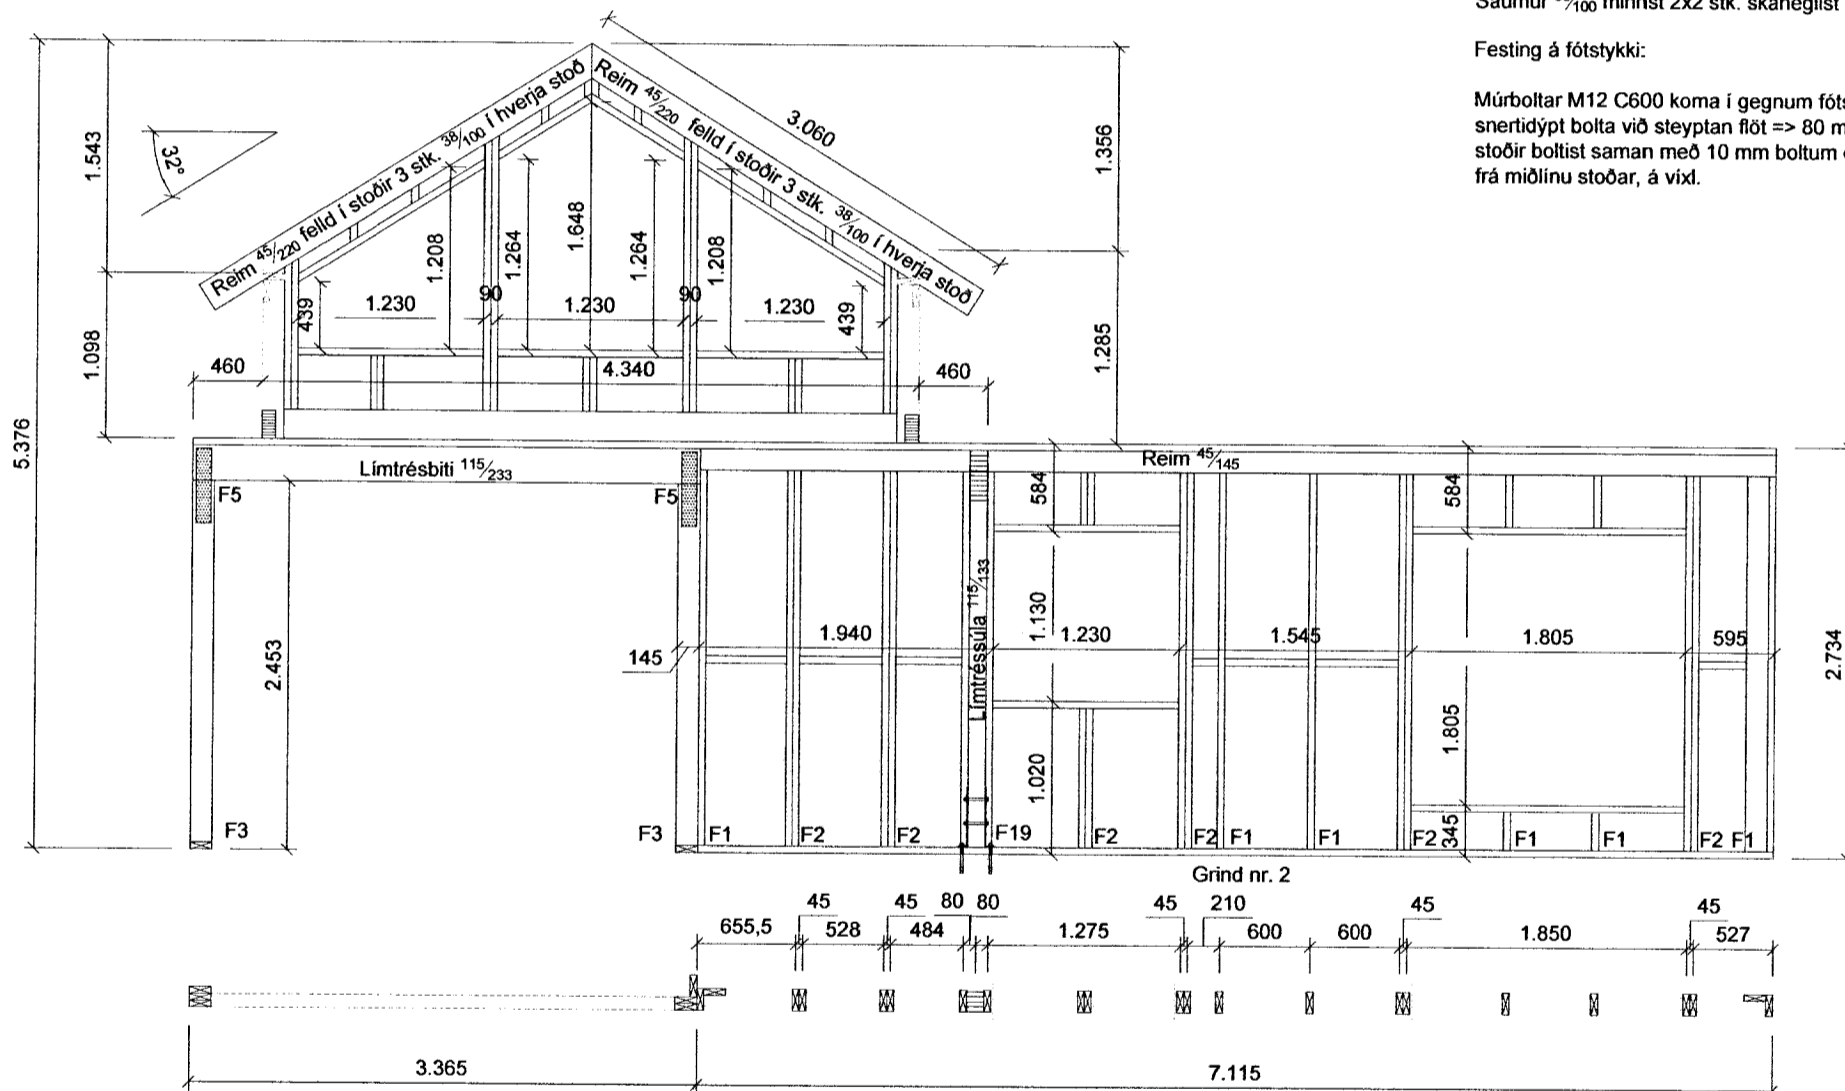 Saumur
minnst 2x2 stk. skáneglist
Festing á fótstykki:
Múrboltar M12 C600 koma í gegnum
snertidýpt bolta við steyptan flöt => 80
stoðir boltist saman með 10 mm boltum
frá miðlínu stoðar, á víxl.
5.376
1.543
1.098
32°
Reim 45/220 felld í stoðir 3 stk. 38/100 í hverja stoð
Reim 45/220 felld í stoðir 3 stk. 38/100 í hverja stoð
3.060
1.356
1.285
439
1.208
1.264
1.648
1.264
1.208
439
1.230
90
1.230
90
1.230
460
4.340
460
Límtrésbiti 115/233
Reim 45/145
F5
F5
584
584
2.453
145
1.940
Límtréssúla 115/133
1.130
1.230
1.545
1.805
595
2.734
1.020
1.805
345
F3
F3
F1
F2
F2
F19
F2
F2
F1
F1
F2
F1
F1
F2
F1
Grind nr. 2
45
45
80
80
45
210
45
45
655,5
528
484
1.275
600
600
1.850
527
3.365
7.115